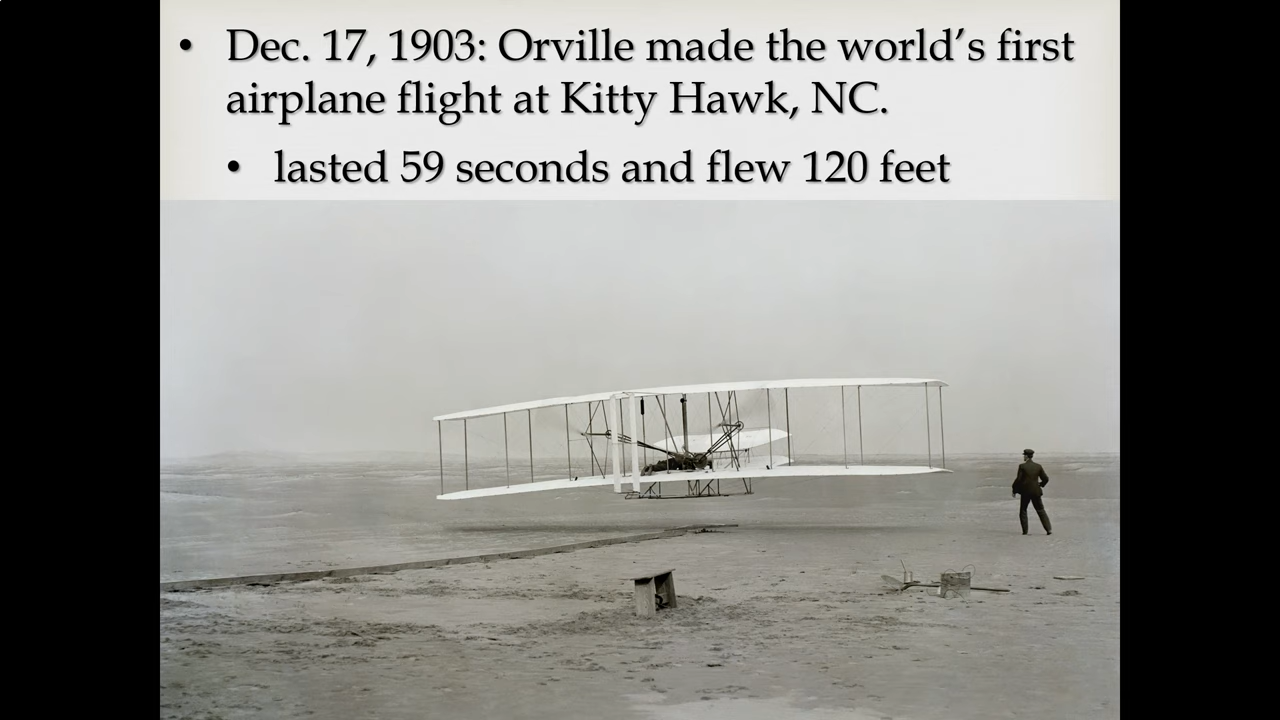 • Dec. 17, 1903: Orville made the world’s first
airplane flight at Kitty Hawk, NC.
• lasted 59 seconds and flew 120 feet